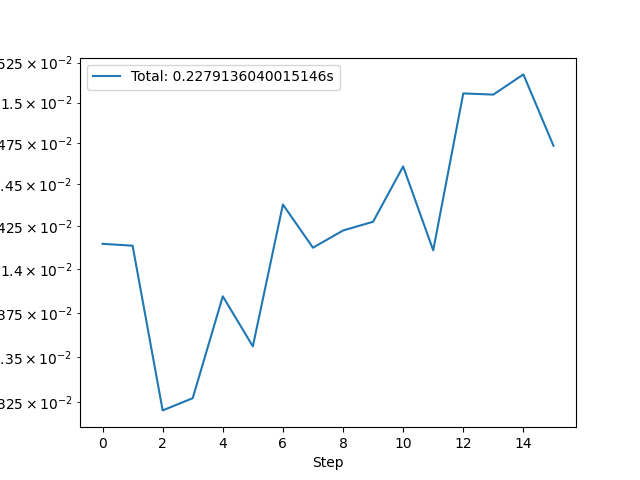 Total: 0.2279136040015146s
525 × 10⁻²
1.5 × 10⁻²
475 × 10⁻²
.45 × 10⁻²
425 × 10⁻²
1.4 × 10⁻²
375 × 10⁻²
.35 × 10⁻²
325 × 10⁻²
0 2 4 6 8 10 12 14
Step